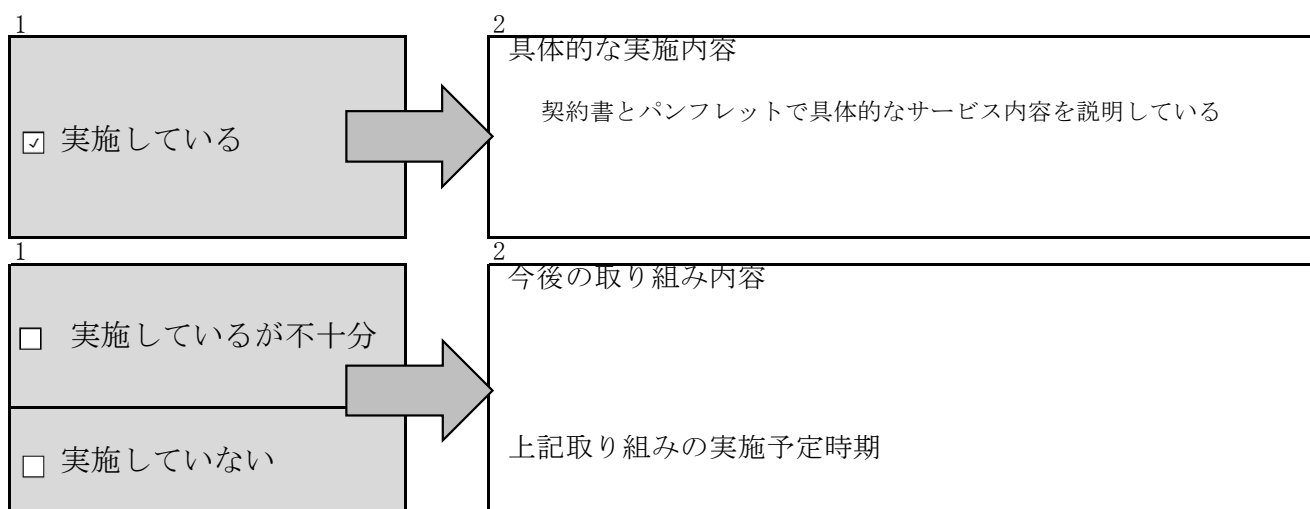 1
2
☑ 実施している
具体的な実施内容
契約書とパンフレットで具体的なサービス内容を説明している
1
2
□ 実施しているが不十分
□ 実施していない
今後の取り組み内容
上記取り組みの実施予定時期